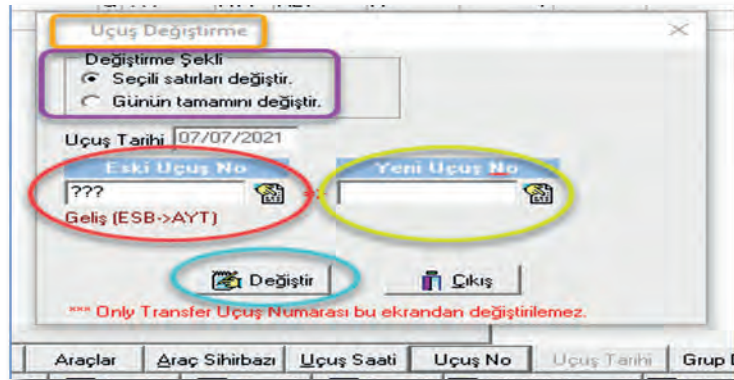 Uçuş Değiştirme
Değiştirme Şekli
Seçili satırları değiştir.
Günün tamamını değiştir.
Uçuş Tarihi 07/07/2021
Eski Uçuş No Yeni Uçuş No
???
Geliş (ESB->AYT)
Değiştir Çıkış
*** Only Transfer Uçuş Numarası bu ekrandan değiştirilemez.
Araçlar Araç Sihirbazı Uçuş Saati Uçuş No Uçuş Tarihi Grup